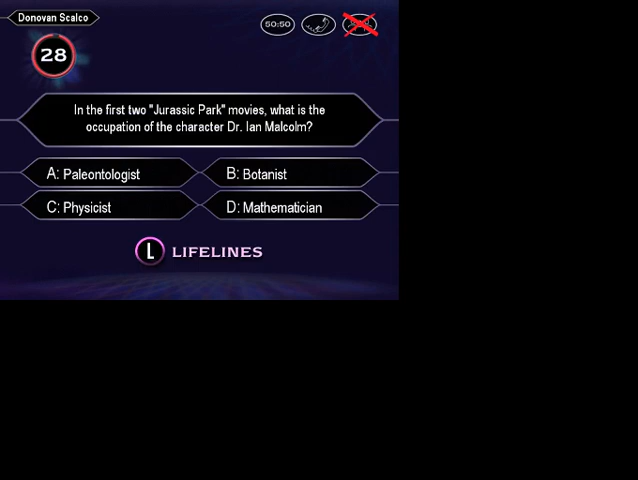 Donovan Scalco
50:50
28
In the first two "Jurassic Park" movies, what is the
occupation of the character Dr. Ian Malcolm?
A: Paleontologist
B: Botanist
C: Physicist
D: Mathematician
L LIFELINES